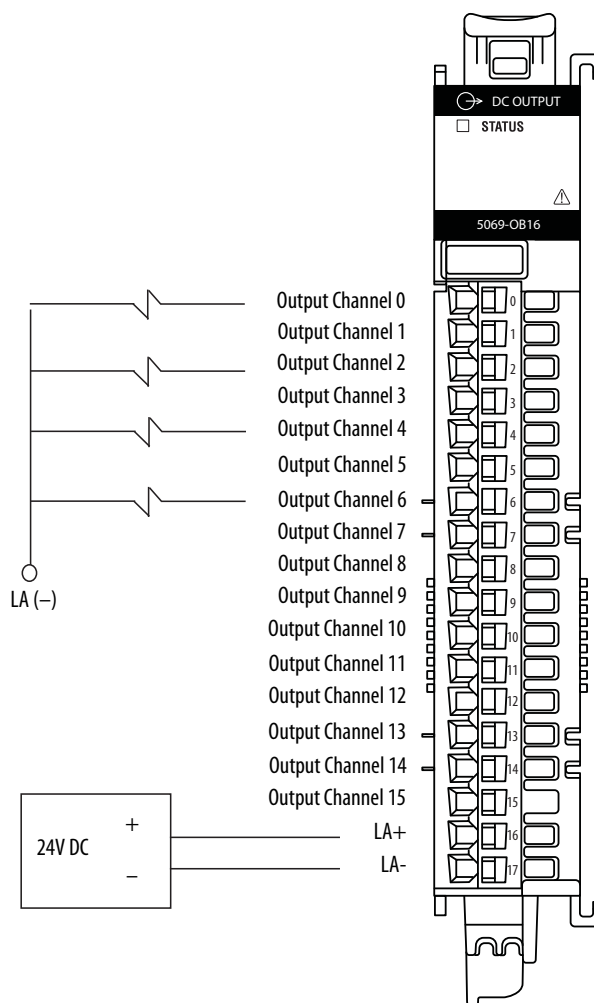 DC OUTPUT
STATUS
5069-OB16
Output Channel 0
0
Output Channel 1
1
Output Channel 2
2
Output Channel 3
3
Output Channel 4
4
Output Channel 5
5
Output Channel 6
6
Output Channel 7
7
Output Channel 8
8
Output Channel 9
9
Output Channel 10
10
Output Channel 11
11
Output Channel 12
12
Output Channel 13
13
Output Channel 14
14
Output Channel 15
15
LA+
16
LA-
17
LA (–)
24V DC
+
–